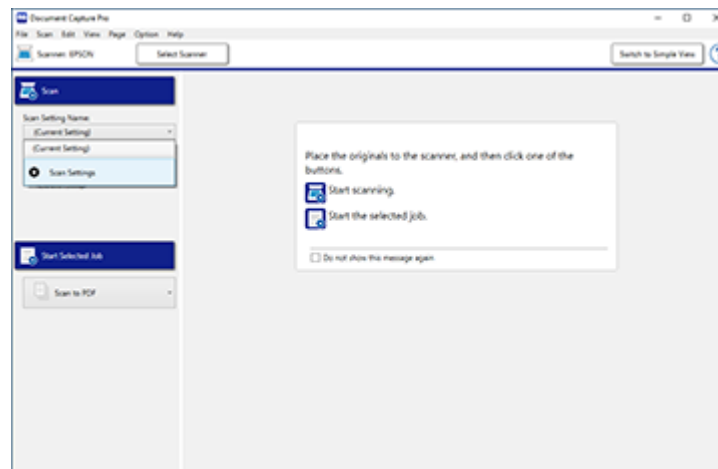 Document Capture Pro
File Scan Edit View Page Option Help
Scanner: EPSON
Select Scanner
Switch to Simple View
Scan
Scan Setting Name:
(Current Setting)
(Current Setting)
Scan Settings
Place the originals to the scanner, and then click one of the
buttons.
Start scanning.
Start the selected job.
Do not show this message again.
Start Selected Job
Scan to PDF